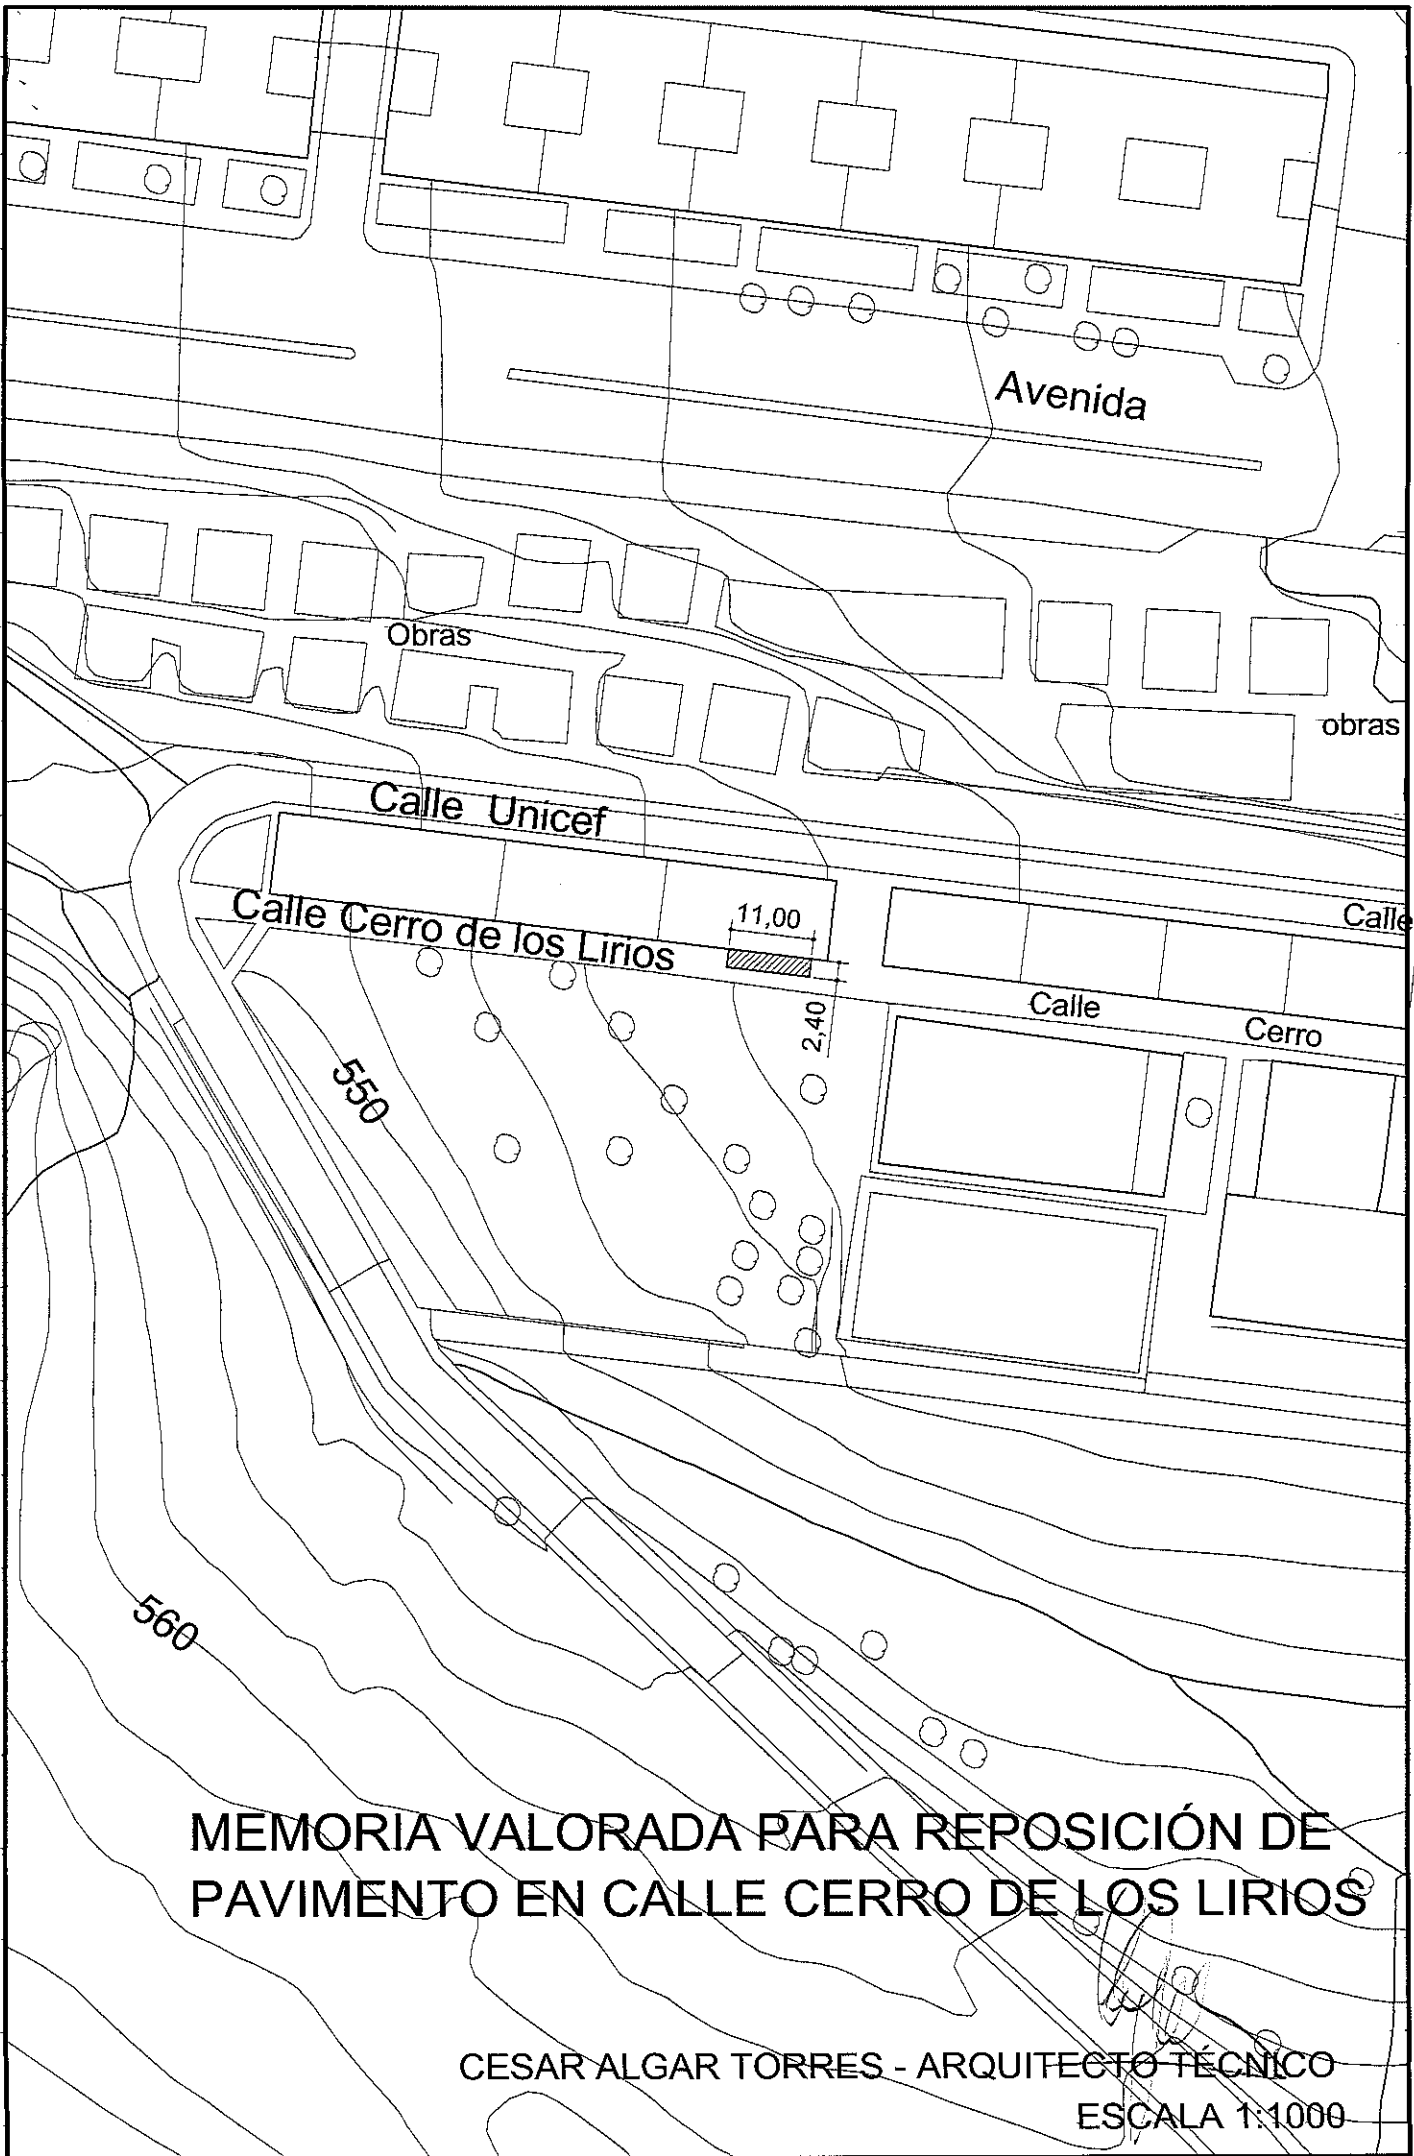 Avenida
Obras
obras
Calle Unicef
Calle Cerro de los Lirios
11,00
Calle
2,40
Calle
Cerro
550
560
MEMORIA VALORADA PARA REPOSICIÓN DE
PAVIMENTO EN CALLE CERRO DE LOS LIRIOS
CESAR ALGAR TORRES - ARQUITECTO TÉCNICO
ESCALA 1:1000